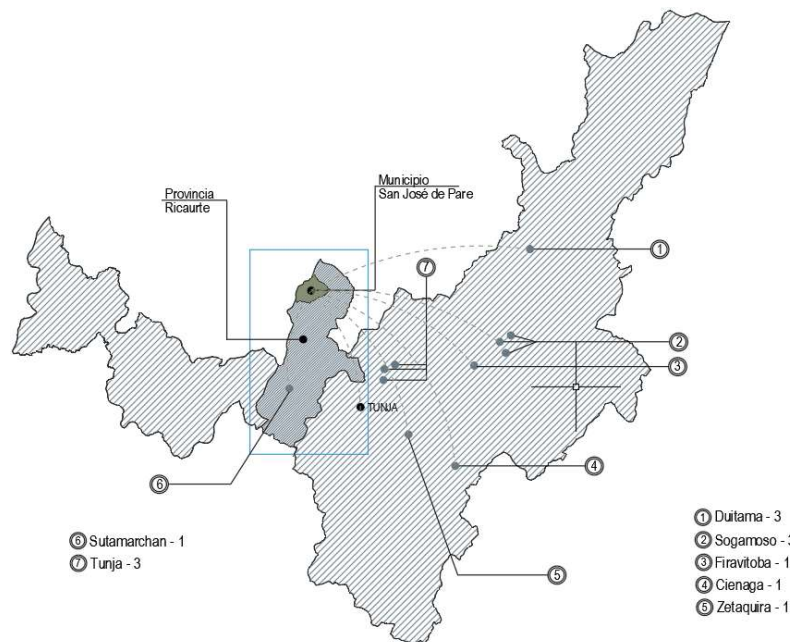 Provincia
Ricaurte
Municipio
San José de Pare
7
1
2
3
TUNJA
4
6
5
6 Sutamarchan - 1
7 Tunja - 3
1 Duitama - 3
2 Sogamoso - 3
3 Firavitoba - 1
4 Cienaga - 1
5 Zetaquira - 1